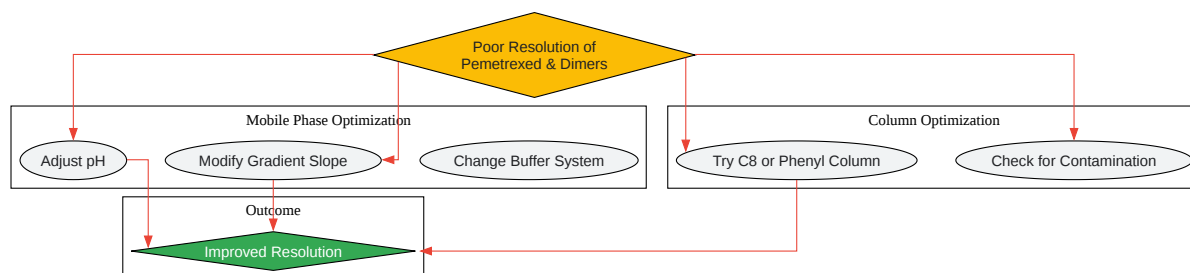 Poor Resolution of
Pemetrexed & Dimers
Mobile Phase Optimization
Column Optimization
Adjust pH
Modify Gradient Slope
Change Buffer System
Try C8 or Phenyl Column
Check for Contamination
Outcome
Improved Resolution